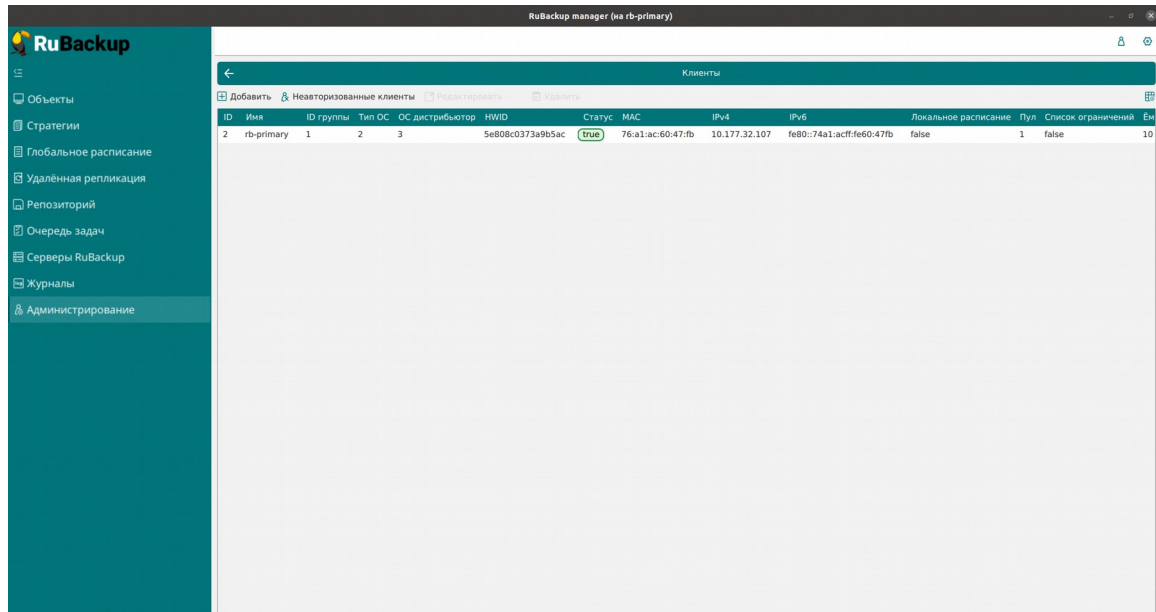 RuBackup manager (на rb-primary)
RuBackup
Клиенты
Добавить Неавторизованные клиенты Редактировать Удалить
ID Имя ID группы Тип ОС ОС дистрибьютор HWID Статус MAC IPv4 IPv6 Локальное расписание Пул Список ограничений Ём
2 rb-primary 1 2 3 5e808c0373a9b5ac true 76:a1:ac:60:47:fb 10.177.32.107 fe80::74a1:acff:fe60:47fb false 1 false 10
Объекты
Стратегии
Глобальное расписание
Удалённая репликация
Репозиторий
Очередь задач
Серверы RuBackup
Журналы
Администрирование